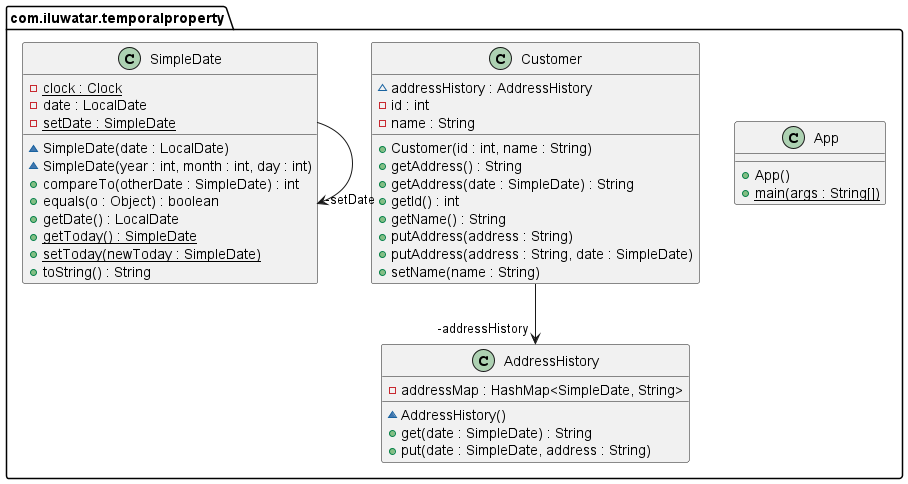 com.iluwatar.temporalproperty
C SimpleDate
clock : Clock
date : LocalDate
setDate : SimpleDate
SimpleDate(date : LocalDate)
SimpleDate(year : int, month : int, day : int)
compareTo(otherDate : SimpleDate) : int
equals(o : Object) : boolean
getDate() : LocalDate
getToday() : SimpleDate
setToday(newToday : SimpleDate)
toString() : String
-setDate
C Customer
addressHistory : AddressHistory
id : int
name : String
Customer(id : int, name : String)
getAddress() : String
getAddress(date : SimpleDate) : String
getId() : int
getName() : String
putAddress(address : String)
putAddress(address : String, date : SimpleDate)
setName(name : String)
C App
App()
main(args : String[])
-addressHistory
C AddressHistory
addressMap : HashMap<SimpleDate, String>
AddressHistory()
get(date : SimpleDate) : String
put(date : SimpleDate, address : String)